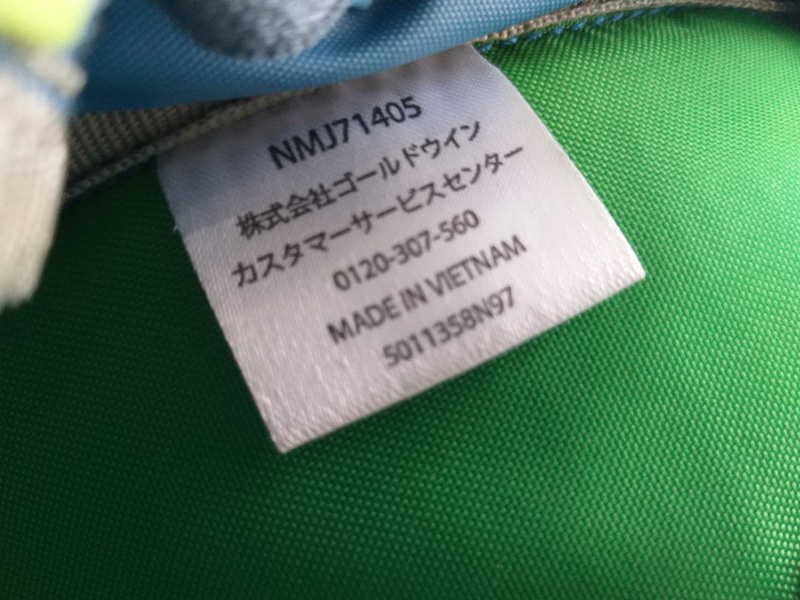 NMJ71405
株式会社ゴールドウイン
カスタマーサービスセンター
0120-307-560
MADE IN VIETNAM
5011358N97